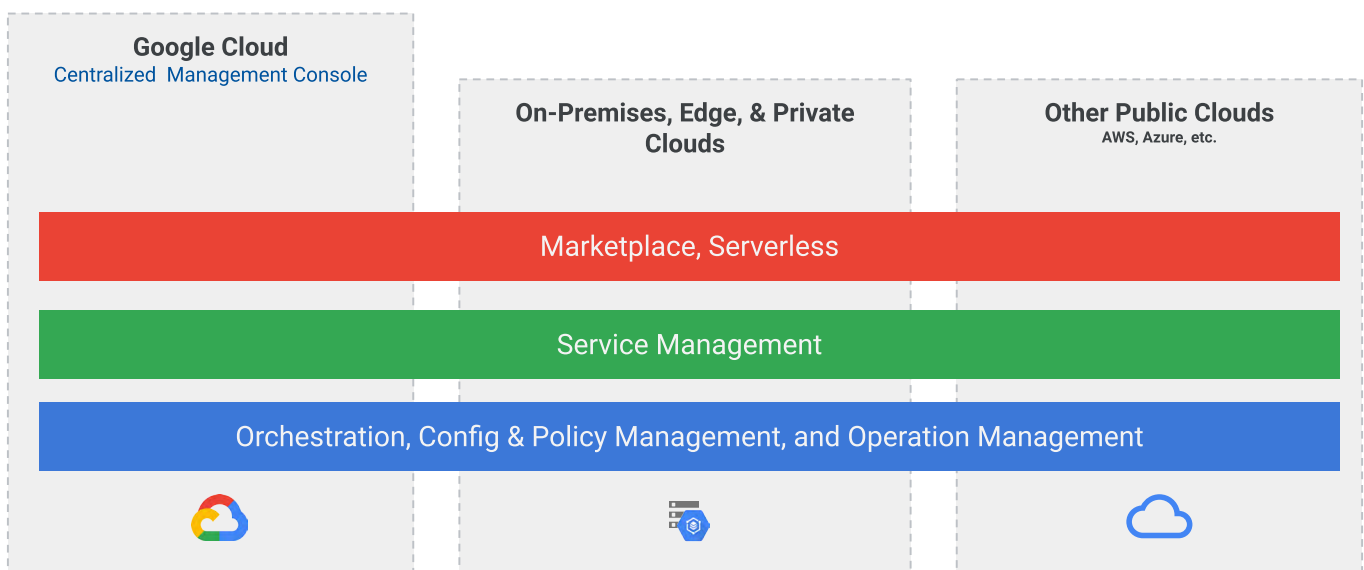 Google Cloud
Centralized Management Console
On-Premises, Edge, & Private
Clouds
Other Public Clouds
AWS, Azure, etc.
Marketplace, Serverless
Service Management
Orchestration, Config & Policy Management, and Operation Management